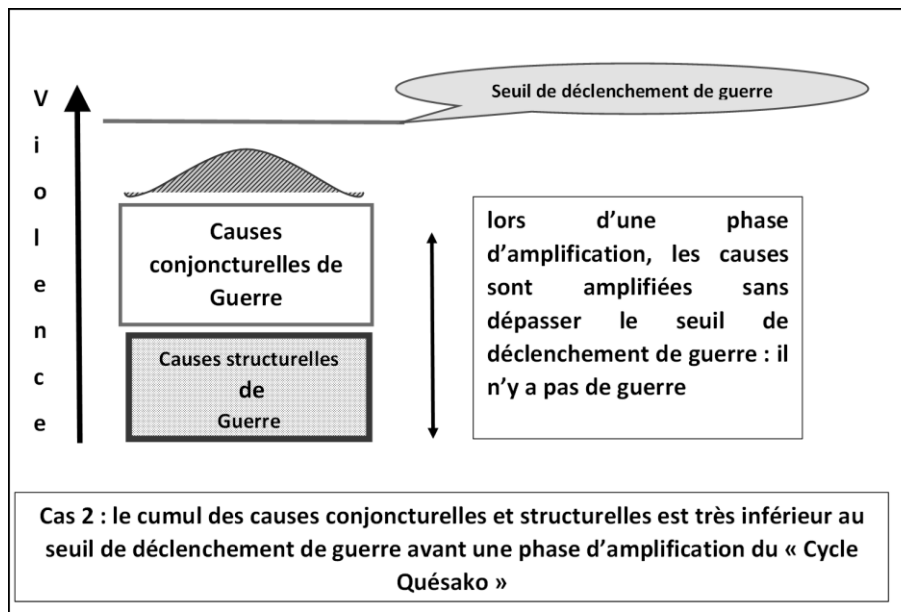 Violence
Seuil de déclenchement de guerre
Causes
conjoncturelles de
Guerre
Causes structurelles
de
Guerre
lors d’une phase
d’amplification, les causes
sont amplifiées sans
dépasser le seuil de
déclenchement de guerre : il
n’y a pas de guerre
Cas 2 : le cumul des causes conjoncturelles et structurelles est très inférieur au
seuil de déclenchement de guerre avant une phase d’amplification du « Cycle
Quésako »